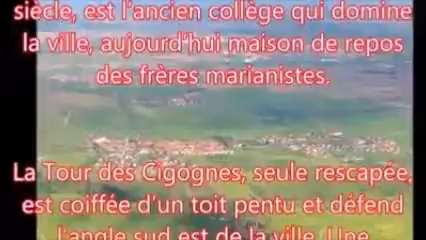 siècle, est l'ancien collège qui domine
la ville, aujourd'hui maison de repos
des frères marianistes.
La Tour des Cigognes, seule rescapée,
est coiffée d'un toit pentu et défend
l'angle sud est de la ville. Une